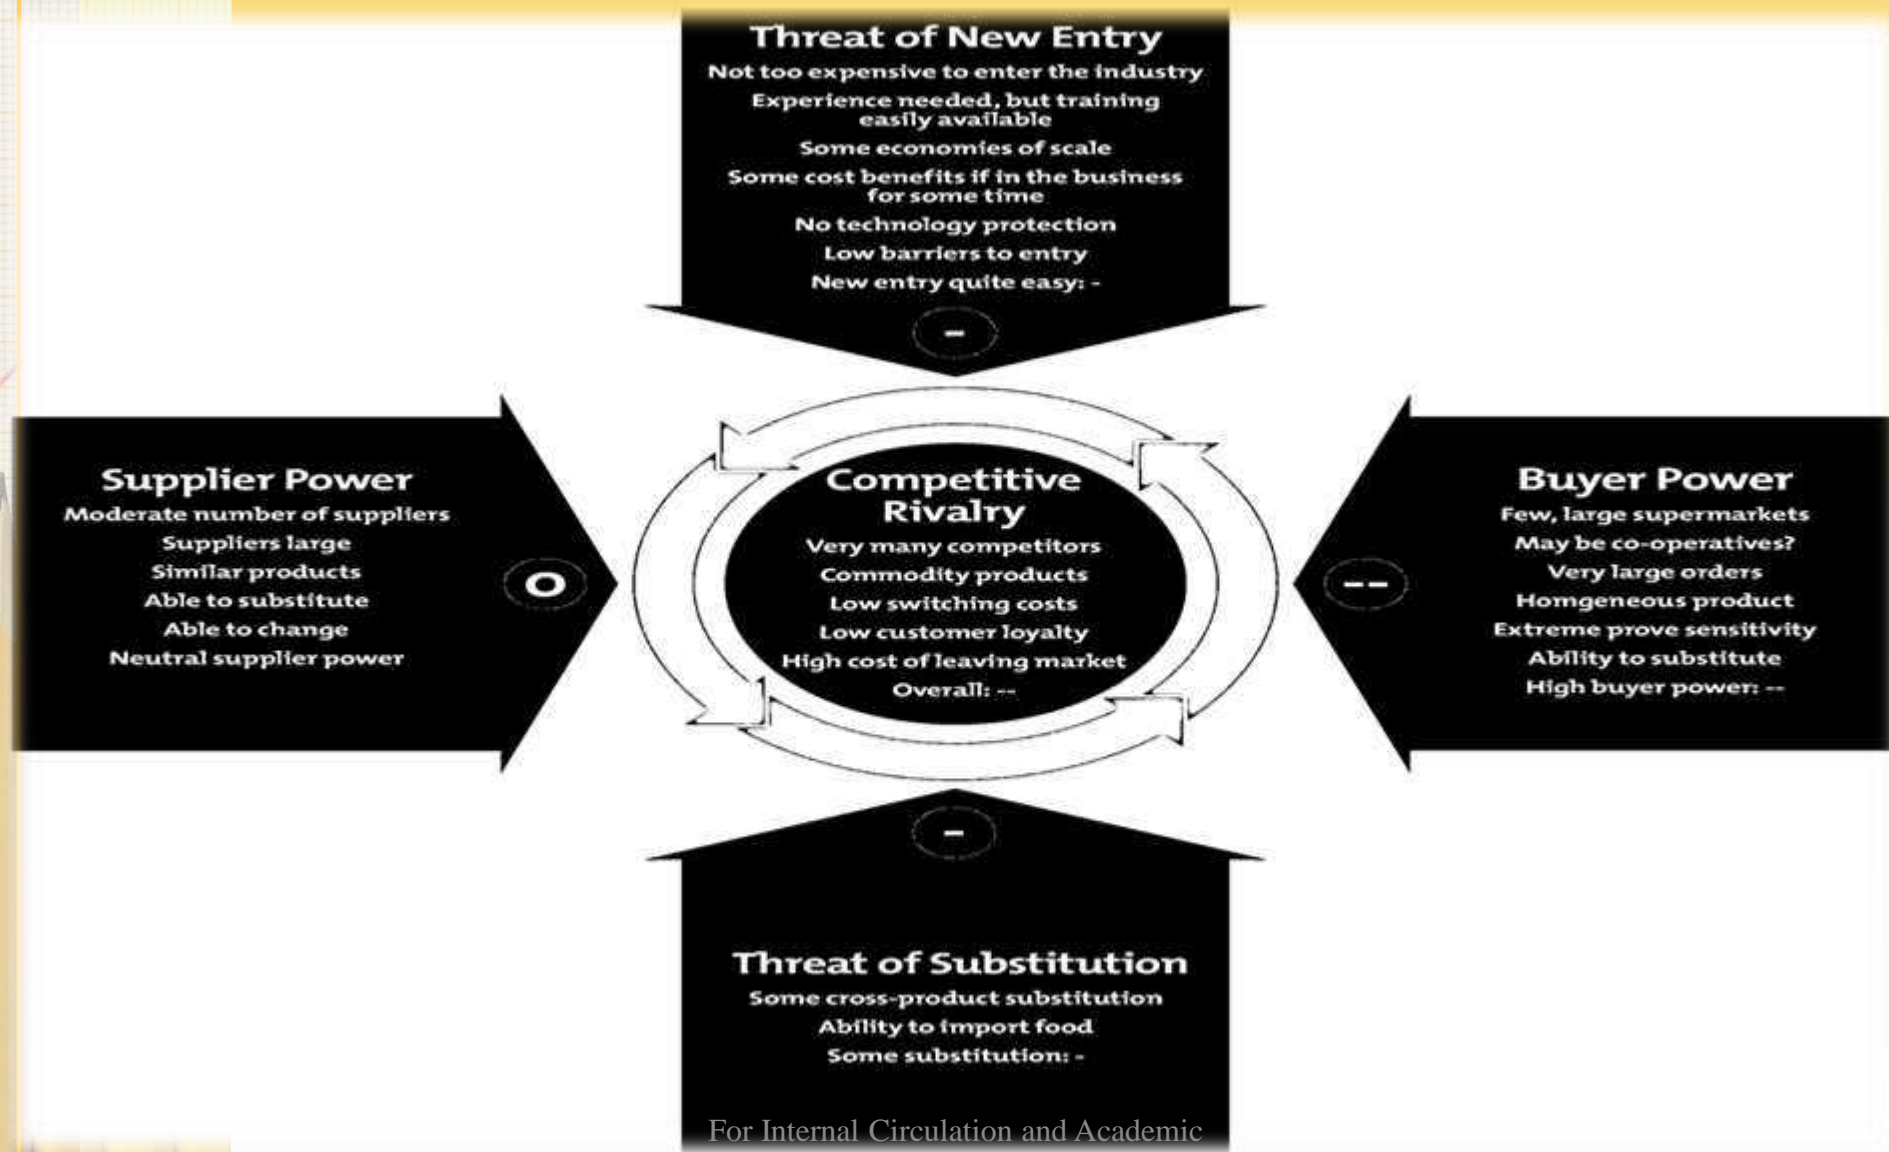 Threat of New Entry
Not too expensive to enter the industry
Experience needed, but training
easily available
Some economies of scale
Some cost benefits if in the business
for some time
No technology protection
Low barriers to entry
New entry quite easy: -
-
Supplier Power
Moderate number of suppliers
Suppliers large
Similar products
Able to substitute
Able to change
Neutral supplier power
O
Competitive
Rivalry
Very many competitors
Commodity products
Low switching costs
Low customer loyalty
High cost of leaving market
Overall: --
--
Buyer Power
Few, large supermarkets
May be co-operatives?
Very large orders
Homgeneous product
Extreme prove sensitivity
Ability to substitute
High buyer power: --
-
Threat of Substitution
Some cross-product substitution
Ability to import food
Some substitution: -
For Internal Circulation and Academic